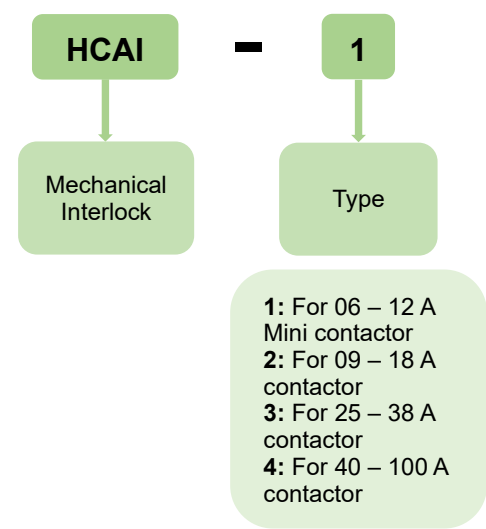 HCAI – 1
Mechanical
Interlock
Type
1: For 06 – 12 A
Mini contactor
2: For 09 – 18 A
contactor
3: For 25 – 38 A
contactor
4: For 40 – 100 A
contactor